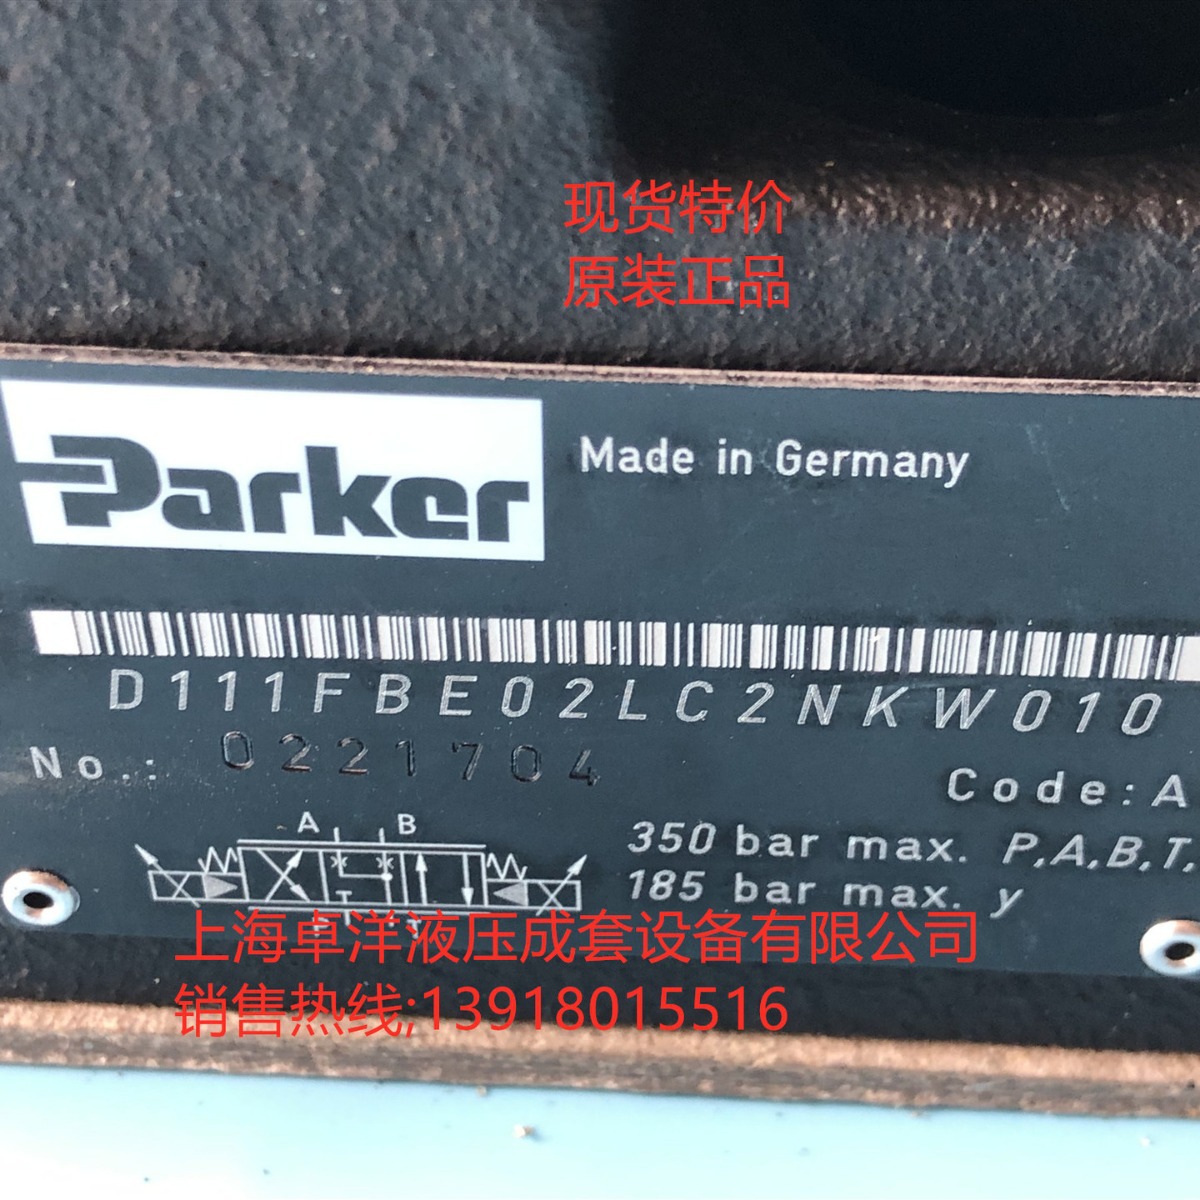 现货特价
原装正品
Parker
Made in Germany
D111FBE02LC2NKW010
No.: 0221704
Code: A
A B
350 bar max. P,A,B,T,
185 bar max. y
上海卓洋液压成套设备有限公司
销售热线;13918015516